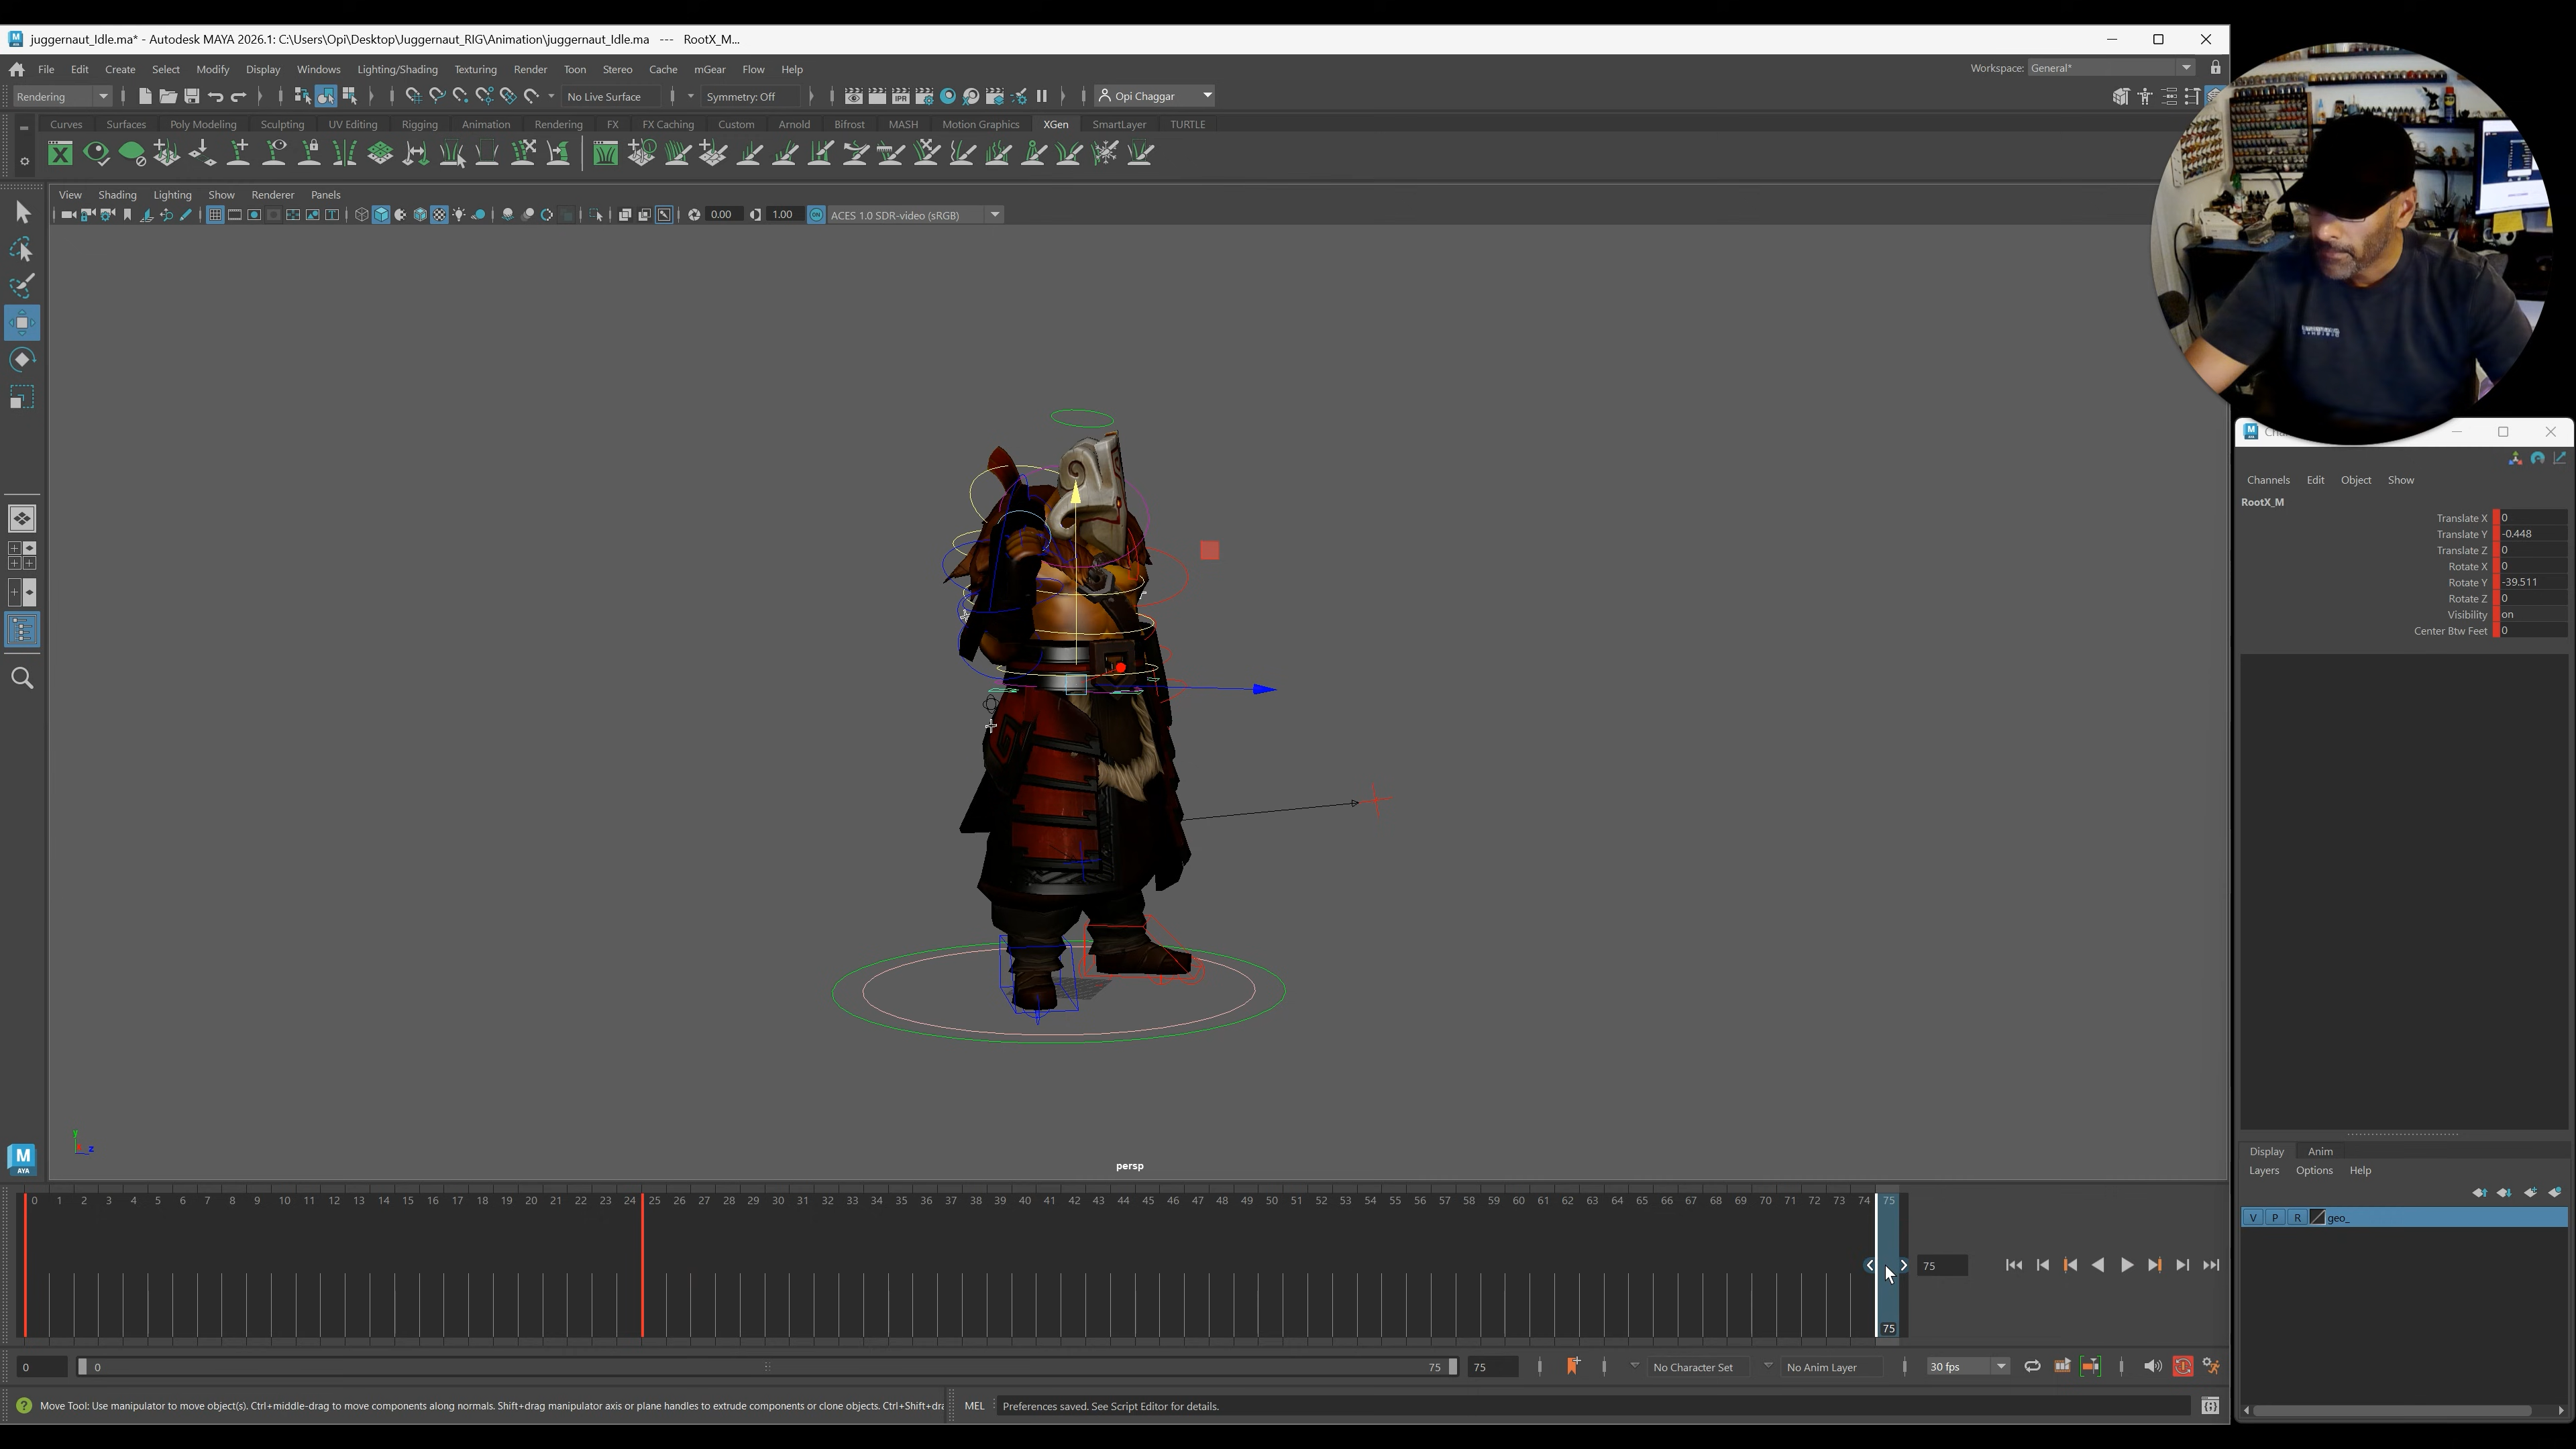 juggernaut_Idle.ma* - Autodesk MAYA 2026.1: C:\Users\Opi\Desktop\Juggernaut_RIG\Animation\juggernaut_Idle.ma --- RootX_M...
File Edit Create Select Modify Display Windows Lighting/Shading Texturing Render Toon Stereo Cache mGear Flow Help
Workspace: General*
Rendering No Live Surface Symmetry: Off IPR Opi Chaggar
Curves Surfaces Poly Modeling Sculpting UV Editing Rigging Animation Rendering FX FX Caching Custom Arnold Bifrost MASH Motion Graphics XGen SmartLayer TURTLE
View Shading Lighting Show Renderer Panels
0.00 1.00 ON ACES 1.0 SDR-video (sRGB)
Channels Edit Object Show
RootX_M
Translate X 0
Translate Y -0.448
Translate Z 0
Rotate X 0
Rotate Y -39.511
Rotate Z 0
Visibility on
Center Btw Feet 0
y
z
M
AYA
persp
Display Anim
Layers Options Help
V P R geo_
0 1 2 3 4 5 6 7 8 9 10 11 12 13 14 15 16 17 18 19 20 21 22 23 24 25 26 27 28 29 30 31 32 33 34 35 36 37 38 39 40 41 42 43 44 45 46 47 48 49 50 51 52 53 54 55 56 57 58 59 60 61 62 63 64 65 66 67 68 69 70 71 72 73 74 75
75
75
0 0 75 75 No Character Set No Anim Layer 30 fps
Move Tool: Use manipulator to move object(s). Ctrl+middle-drag to move components along normals. Shift+drag manipulator axis or plane handles to extrude components or clone objects. Ctrl+Shift+dra
MEL Preferences saved. See Script Editor for details.